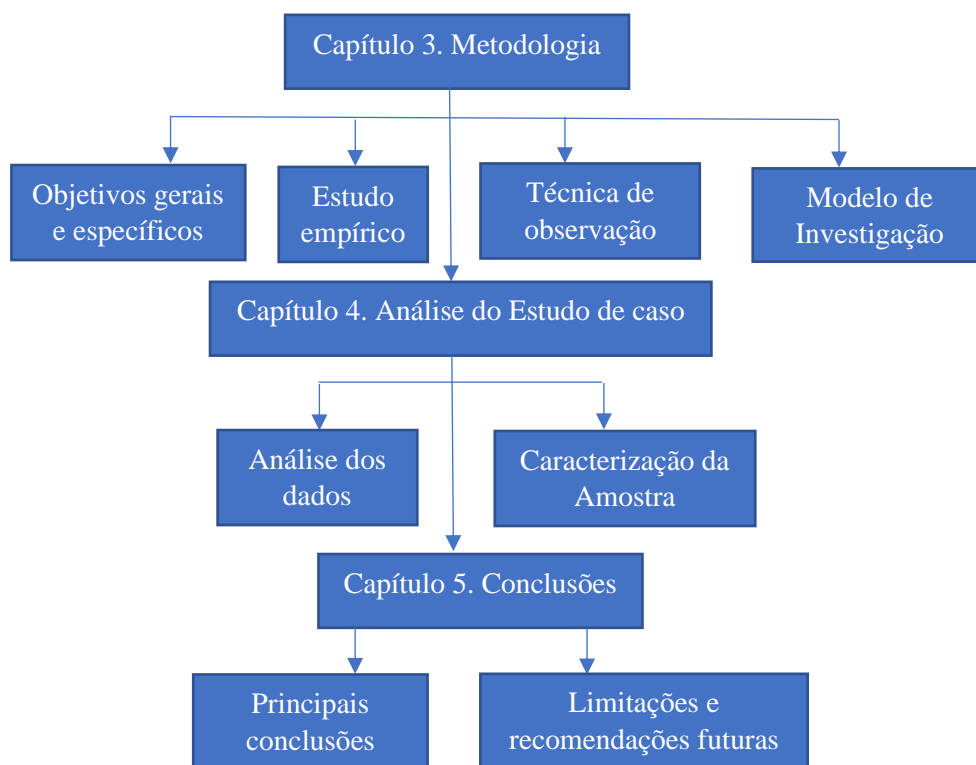 Capítulo 3. Metodologia
Objetivos gerais
e específicos
Estudo
empírico
Técnica de
observação
Modelo de
Investigação
Capítulo 4. Análise do Estudo de caso
Análise dos
dados
Caracterização da
Amostra
Capítulo 5. Conclusões
Principais
conclusões
Limitações e
recomendações futuras